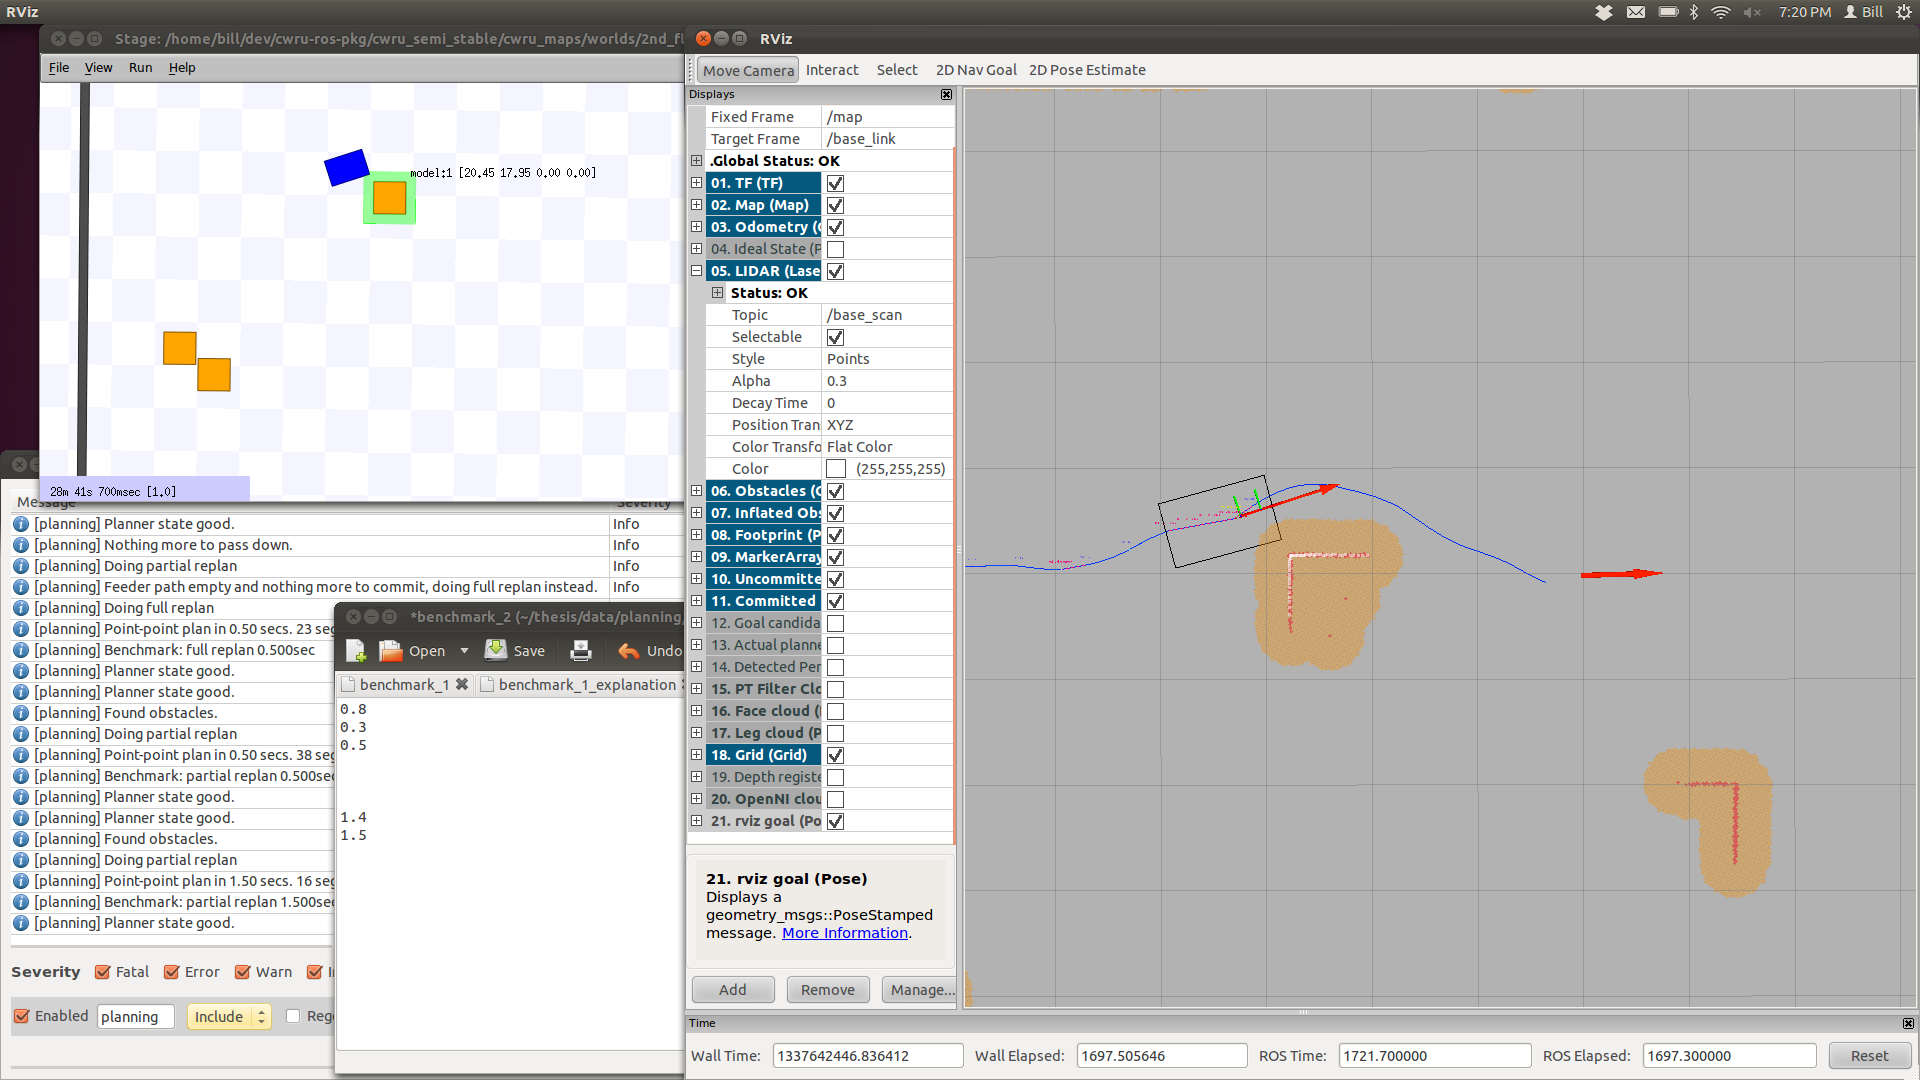 RViz
7:20 PM
Bill
Stage: /home/bill/dev/cwru-ros-pkg/cwru_semi_stable/cwru_maps/worlds/2nd_fl
File View Run Help
model:1 [20.45 17.95 0.00 0.00]
28m 41s 700msec [1.0]
Message Severity
[planning] Planner state good. Info
[planning] Nothing more to pass down. Info
[planning] Doing partial replan Info
[planning] Feeder path empty and nothing more to commit, doing full replan instead. Info
[planning] Doing full replan
[planning] Point-point plan in 0.50 secs. 23 seg
[planning] Benchmark: full replan 0.500sec
[planning] Planner state good.
[planning] Planner state good.
[planning] Found obstacles.
[planning] Doing partial replan
[planning] Point-point plan in 0.50 secs. 38 seg
[planning] Benchmark: partial replan 0.500sec
[planning] Planner state good.
[planning] Planner state good.
[planning] Found obstacles.
[planning] Doing partial replan
[planning] Point-point plan in 1.50 secs. 16 seg
[planning] Benchmark: partial replan 1.500sec
[planning] Planner state good.
Severity Fatal Error Warn
Enabled planning Include Reg
*benchmark_2 (~/thesis/data/planning/
Open Save Undo
benchmark_1 benchmark_1_explanation
0.8
0.3
0.5
1.4
1.5
RViz
Move Camera Interact Select 2D Nav Goal 2D Pose Estimate
Displays
Fixed Frame /map
Target Frame /base_link
.Global Status: OK
01. TF (TF)
02. Map (Map)
03. Odometry (O
04. Ideal State (P
05. LIDAR (Lase
Status: OK
Topic /base_scan
Selectable
Style Points
Alpha 0.3
Decay Time 0
Position Tran XYZ
Color Transfo Flat Color
Color (255,255,255)
06. Obstacles (G
07. Inflated Obs
08. Footprint (P
09. MarkerArray
10. Uncommitte
11. Committed
12. Goal candida
13. Actual planne
14. Detected Per
15. PT Filter Clo
16. Face cloud (
17. Leg cloud (P
18. Grid (Grid)
19. Depth registe
20. OpenNI clou
21. rviz goal (Po
21. rviz goal (Pose)
Displays a
geometry_msgs::PoseStamped
message. More Information.
Add Remove Manage...
Time
Wall Time: 1337642446.836412 Wall Elapsed: 1697.505646 ROS Time: 1721.700000 ROS Elapsed: 1697.300000 Reset